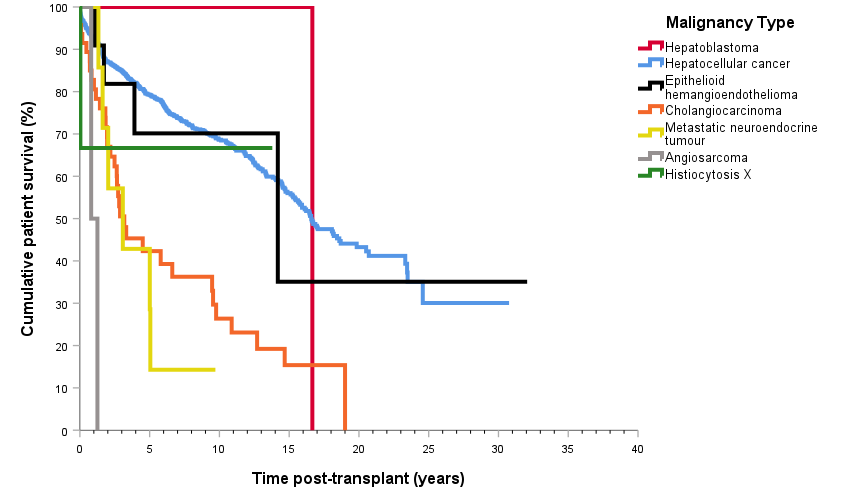 Malignancy Type
Hepatoblastoma
Hepatocellular cancer
Epithelioid
hemangioendothelioma
Cholangiocarcinoma
Metastatic neuroendocrine
tumour
Angiosarcoma
Histiocytosis X
Cumulative patient survival (%)
100
90
80
70
60
50
40
30
20
10
0
0 5 10 15 20 25 30 35 40
Time post-transplant (years)